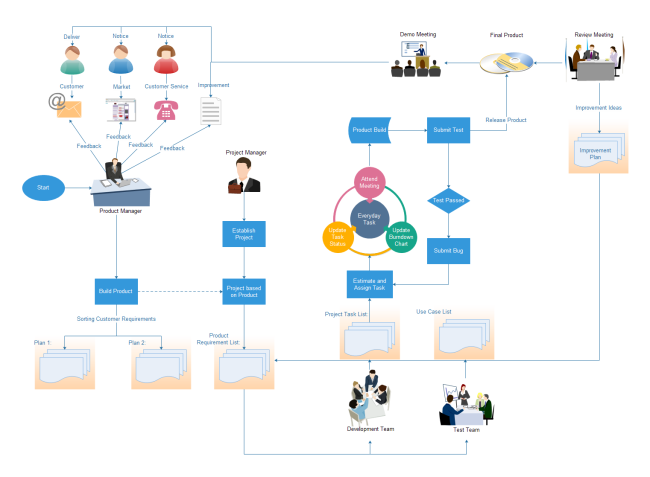 Demo Meeting
Final Product
Review Meeting
Deliver
Notice
Notice
Customer
Market
Customer Service
Improvement
@
Improvement Ideas
Release Product
Product Build
Submit Test
Feedback
Feedback
Feedback
Feedback
Project Manager
Improvement
Plan
Attend
Meeting
Start
Test Passed
Product Manager
Everyday
Task
Establish
Project
Update
Task
Status
Update
Burndown
Chart
Submit Bug
Build Product
Project based
on Product
Estimate and
Assign Task
Sorting Customer Requirements
Project Task List:
Use Case List
Plan 1:
Plan 2:
Product
Requirement List:
Development Team
Test Team